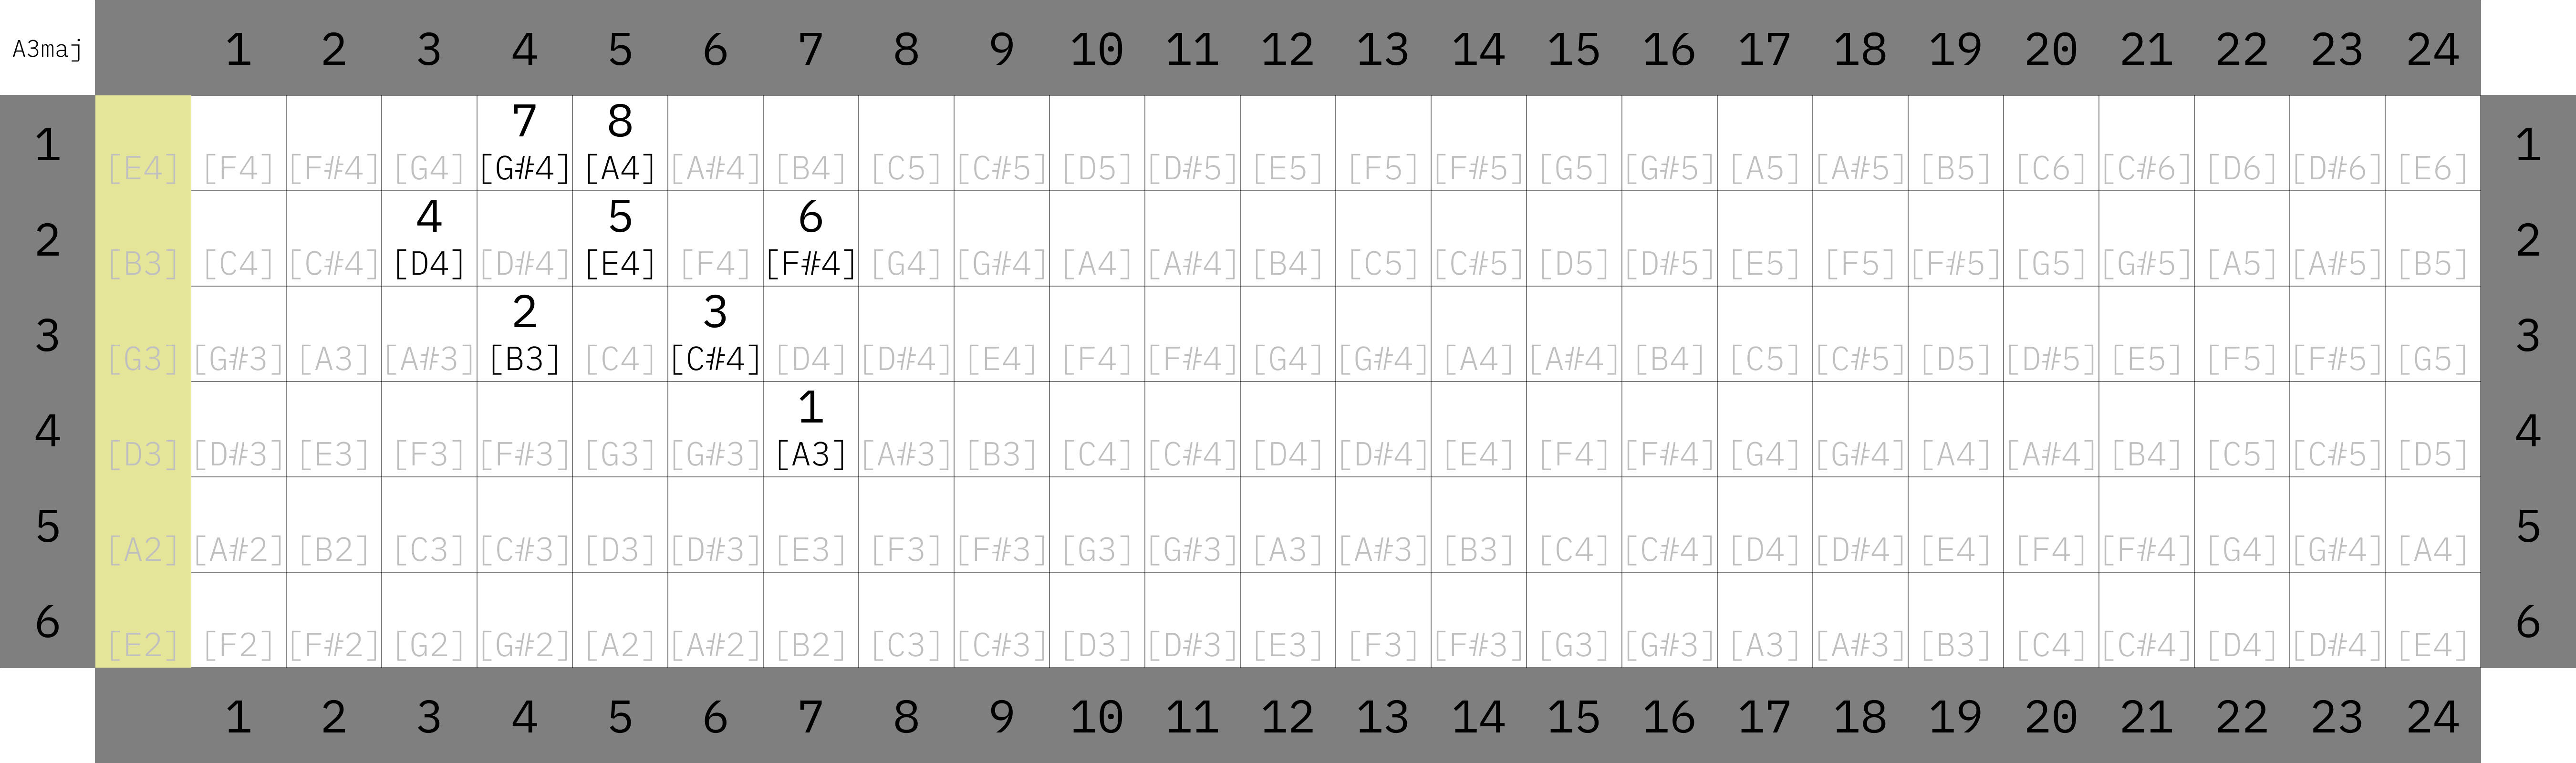 A3maj 1 2 3 4 5 6 7 8 9 10 11 12 13 14 15 16 17 18 19 20 21 22 23 24
7 8
1 [E4] [F4] [F#4] [G4] [G#4] [A4] [A#4] [B4] [C5] [C#5] [D5] [D#5] [E5] [F5] [F#5] [G5] [G#5] [A5] [A#5] [B5] [C6] [C#6] [D6] [D#6] [E6] 1
4 5 6
2 [B3] [C4] [C#4] [D4] [D#4] [E4] [F4] [F#4] [G4] [G#4] [A4] [A#4] [B4] [C5] [C#5] [D5] [D#5] [E5] [F5] [F#5] [G5] [G#5] [A5] [A#5] [B5] 2
2 3
3 [G3] [G#3] [A3] [A#3] [B3] [C4] [C#4] [D4] [D#4] [E4] [F4] [F#4] [G4] [G#4] [A4] [A#4] [B4] [C5] [C#5] [D5] [D#5] [E5] [F5] [F#5] [G5] 3
1
4 [D3] [D#3] [E3] [F3] [F#3] [G3] [G#3] [A3] [A#3] [B3] [C4] [C#4] [D4] [D#4] [E4] [F4] [F#4] [G4] [G#4] [A4] [A#4] [B4] [C5] [C#5] [D5] 4
5 [A2] [A#2] [B2] [C3] [C#3] [D3] [D#3] [E3] [F3] [F#3] [G3] [G#3] [A3] [A#3] [B3] [C4] [C#4] [D4] [D#4] [E4] [F4] [F#4] [G4] [G#4] [A4] 5
6 [E2] [F2] [F#2] [G2] [G#2] [A2] [A#2] [B2] [C3] [C#3] [D3] [D#3] [E3] [F3] [F#3] [G3] [G#3] [A3] [A#3] [B3] [C4] [C#4] [D4] [D#4] [E4] 6
1 2 3 4 5 6 7 8 9 10 11 12 13 14 15 16 17 18 19 20 21 22 23 24